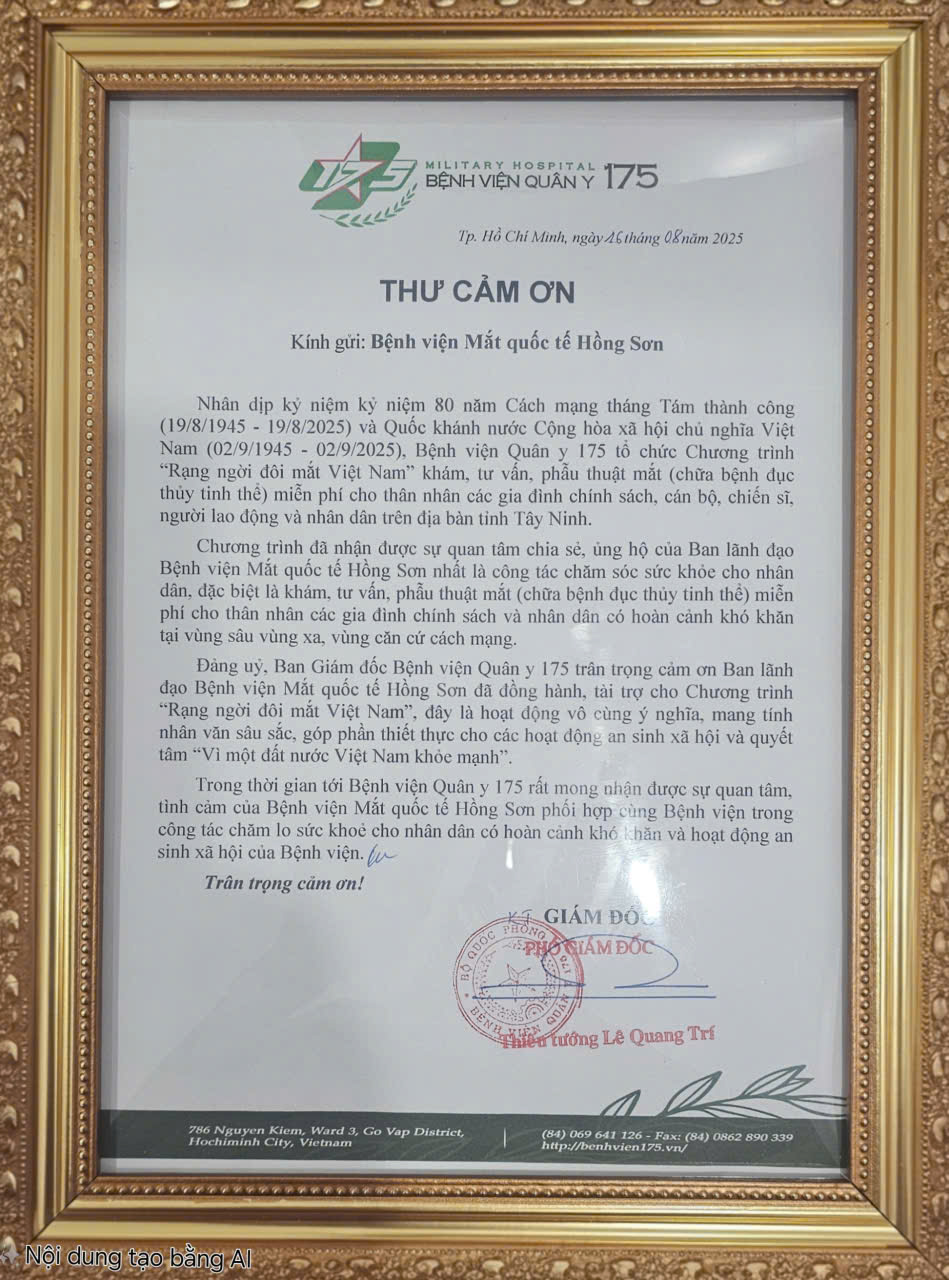 175
MILITARY HOSPITAL
BỆNH VIỆN QUÂN Y 175
Tp. Hồ Chí Minh, ngày 16 tháng 08 năm 2025
THƯ CẢM ƠN
Kính gửi: Bệnh viện Mắt quốc tế Hồng Sơn
Nhân dịp kỷ niệm kỷ niệm 80 năm Cách mạng tháng Tám thành công
(19/8/1945 - 19/8/2025) và Quốc khánh nước Cộng hòa xã hội chủ nghĩa Việt
Nam (02/9/1945 - 02/9/2025), Bệnh viện Quân y 175 tổ chức Chương trình
“Rạng ngời đôi mắt Việt Nam” khám, tư vấn, phẫu thuật mắt (chữa bệnh đục
thủy tinh thể) miễn phí cho thân nhân các gia đình chính sách, cán bộ, chiến sĩ,
người lao động và nhân dân trên địa bàn tỉnh Tây Ninh.
Chương trình đã nhận được sự quan tâm chia sẻ, ủng hộ của Ban lãnh đạo
Bệnh viện Mắt quốc tế Hồng Sơn nhất là công tác chăm sóc sức khỏe cho nhân
dân, đặc biệt là khám, tư vấn, phẫu thuật mắt (chữa bệnh đục thủy tinh thể) miễn
phí cho thân nhân các gia đình chính sách và nhân dân có hoàn cảnh khó khăn
tại vùng sâu vùng xa, vùng căn cứ cách mạng.
Đảng uỷ, Ban Giám đốc Bệnh viện Quân y 175 trân trọng cảm ơn Ban lãnh
đạo Bệnh viện Mắt quốc tế Hồng Sơn đã đồng hành, tài trợ cho Chương trình
“Rạng ngời đôi mắt Việt Nam”, đây là hoạt động vô cùng ý nghĩa, mang tính
nhân văn sâu sắc, góp phần thiết thực cho các hoạt động an sinh xã hội và quyết
tâm “Vì một đất nước Việt Nam khỏe mạnh”.
Trong thời gian tới Bệnh viện Quân y 175 rất mong nhận được sự quan tâm,
tình cảm của Bệnh viện Mắt quốc tế Hồng Sơn phối hợp cùng Bệnh viện trong
công tác chăm lo sức khoẻ cho nhân dân có hoàn cảnh khó khăn và hoạt động an
sinh xã hội của Bệnh viện.
Trân trọng cảm ơn!
KT GIÁM ĐỐC
PHÓ GIÁM ĐỐC
BỘ QUỐC PHÒNG
BỆNH VIỆN QUÂN
Thiếu tướng Lê Quang Trí
786 Nguyen Kiem, Ward 3, Go Vap District,
Hochiminh City, Vietnam
(84) 069 641 126 - Fax: (84) 0862 890 339
http://benhvien175.vn/
Nội dung tạo bằng AI